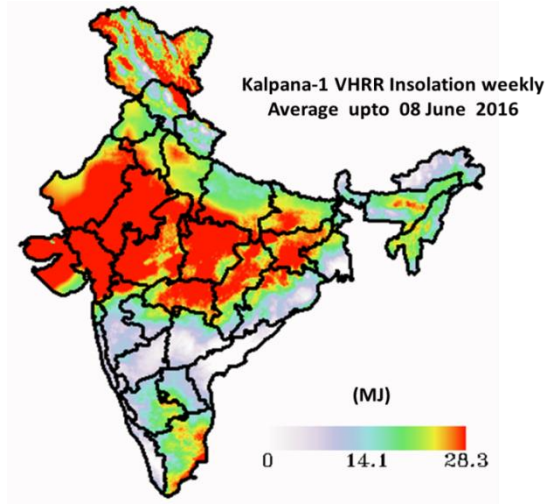 Kalpana-1 VHRR Insolation weekly
Average upto 08 June 2016
(MJ)
0 14.1 28.3